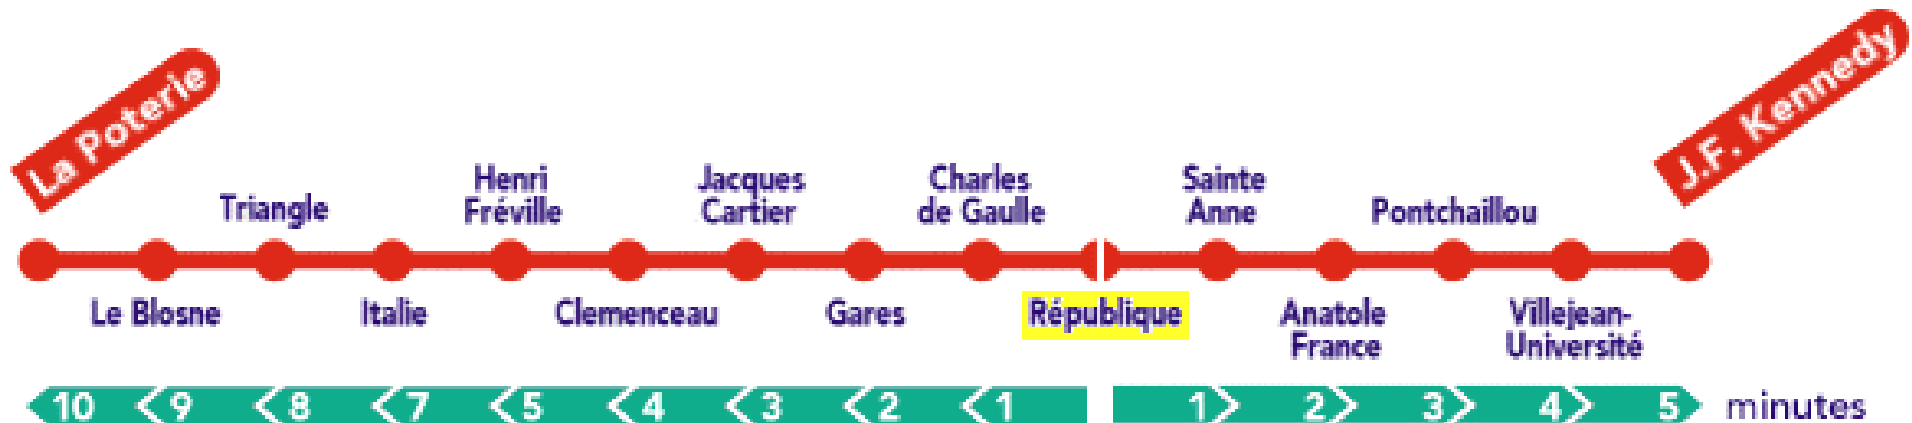 La Poterie
J.F. Kennedy
Henri
Fréville
Jacques
Cartier
Charles
de Gaulle
Sainte
Anne
Triangle
Pontchaillou
Le Blosne
Italie
Clemenceau
Gares
République
Anatole
France
Villejean-
Université
10 9 8 7 5 4 3 2 1 1 2 3 4 5 minutes